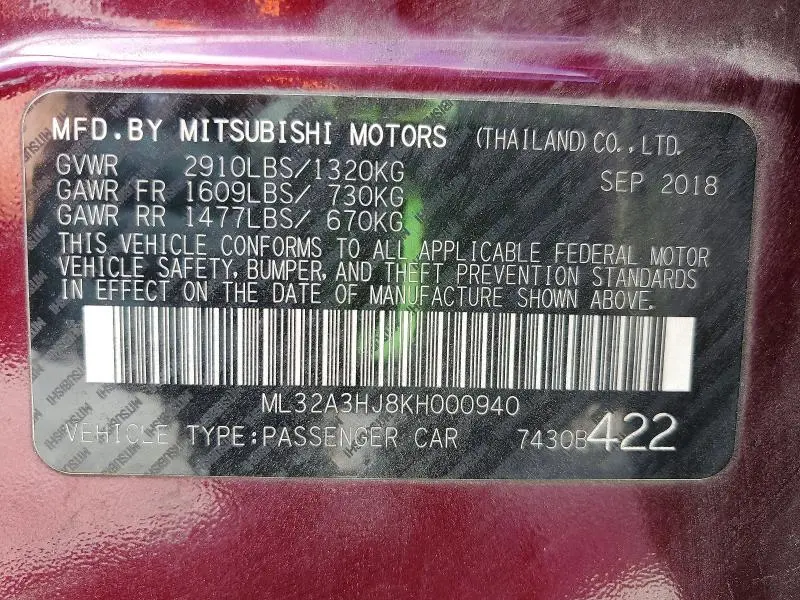 MFD.BY MITSUBISHI MOTORS (THAILAND)CO.,LTD.
GVWR 2910LBS/1320KG SEP 2018
GAWR FR 1609LBS/ 730KG
GAWR RR 1477LBS/ 670KG
THIS VEHICLE CONFORMS TO ALL APPLICABLE FEDERAL MOTOR
VEHICLE SAFETY, BUMPER, AND THEFT PREVENTION STANDARDS
IN EFFECT ON THE DATE OF MANUFACTURE SHOWN ABOVE.
ML32A3HJ8KH000940
VEHICLE TYPE:PASSENGER CAR 7430B422